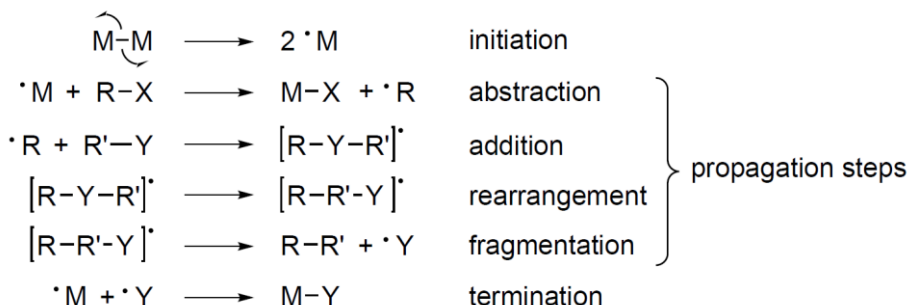 M–M ⟶ 2 •M initiation
•M + R–X ⟶ M–X + •R abstraction
•R + R'—Y ⟶ [R–Y–R']• addition
[R–Y–R']• ⟶ [R–R'-Y]• rearrangement
[R–R'-Y]• ⟶ R–R' + •Y fragmentation
propagation steps
•M + •Y ⟶ M–Y termination